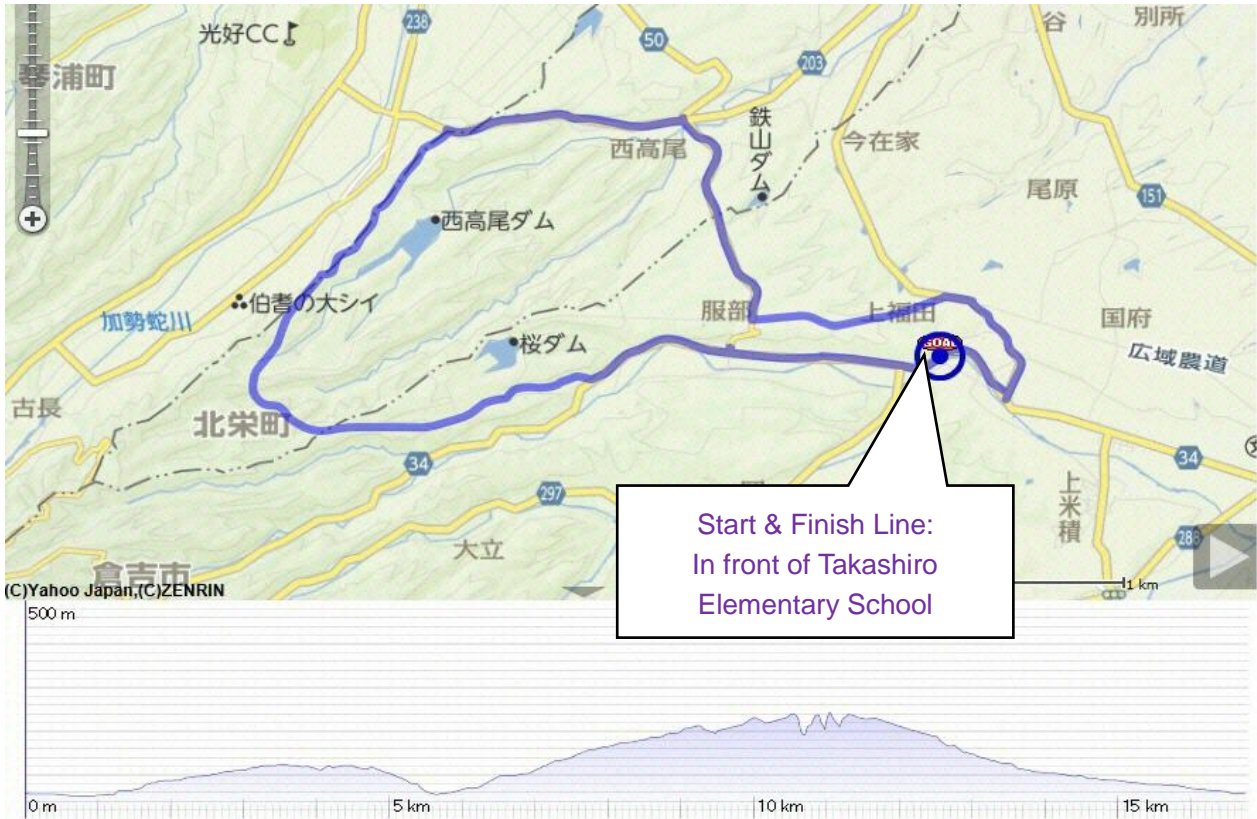 238
光好CC
琴浦町
50
谷
別所
203
鉄山ダム
今在家
西高尾
尾原
151
西高尾ダム
伯耆の大シイ
加勢蛇川
服部
上福田
国府
GOAL
桜ダム
広域農道
古長
北栄町
34
34
297
上米積
大立
288
倉吉市
Start & Finish Line:
In front of Takashiro
Elementary School
1 km
(C)Yahoo Japan,(C)ZENRIN
500 m
0 m
5 km
10 km
15 km